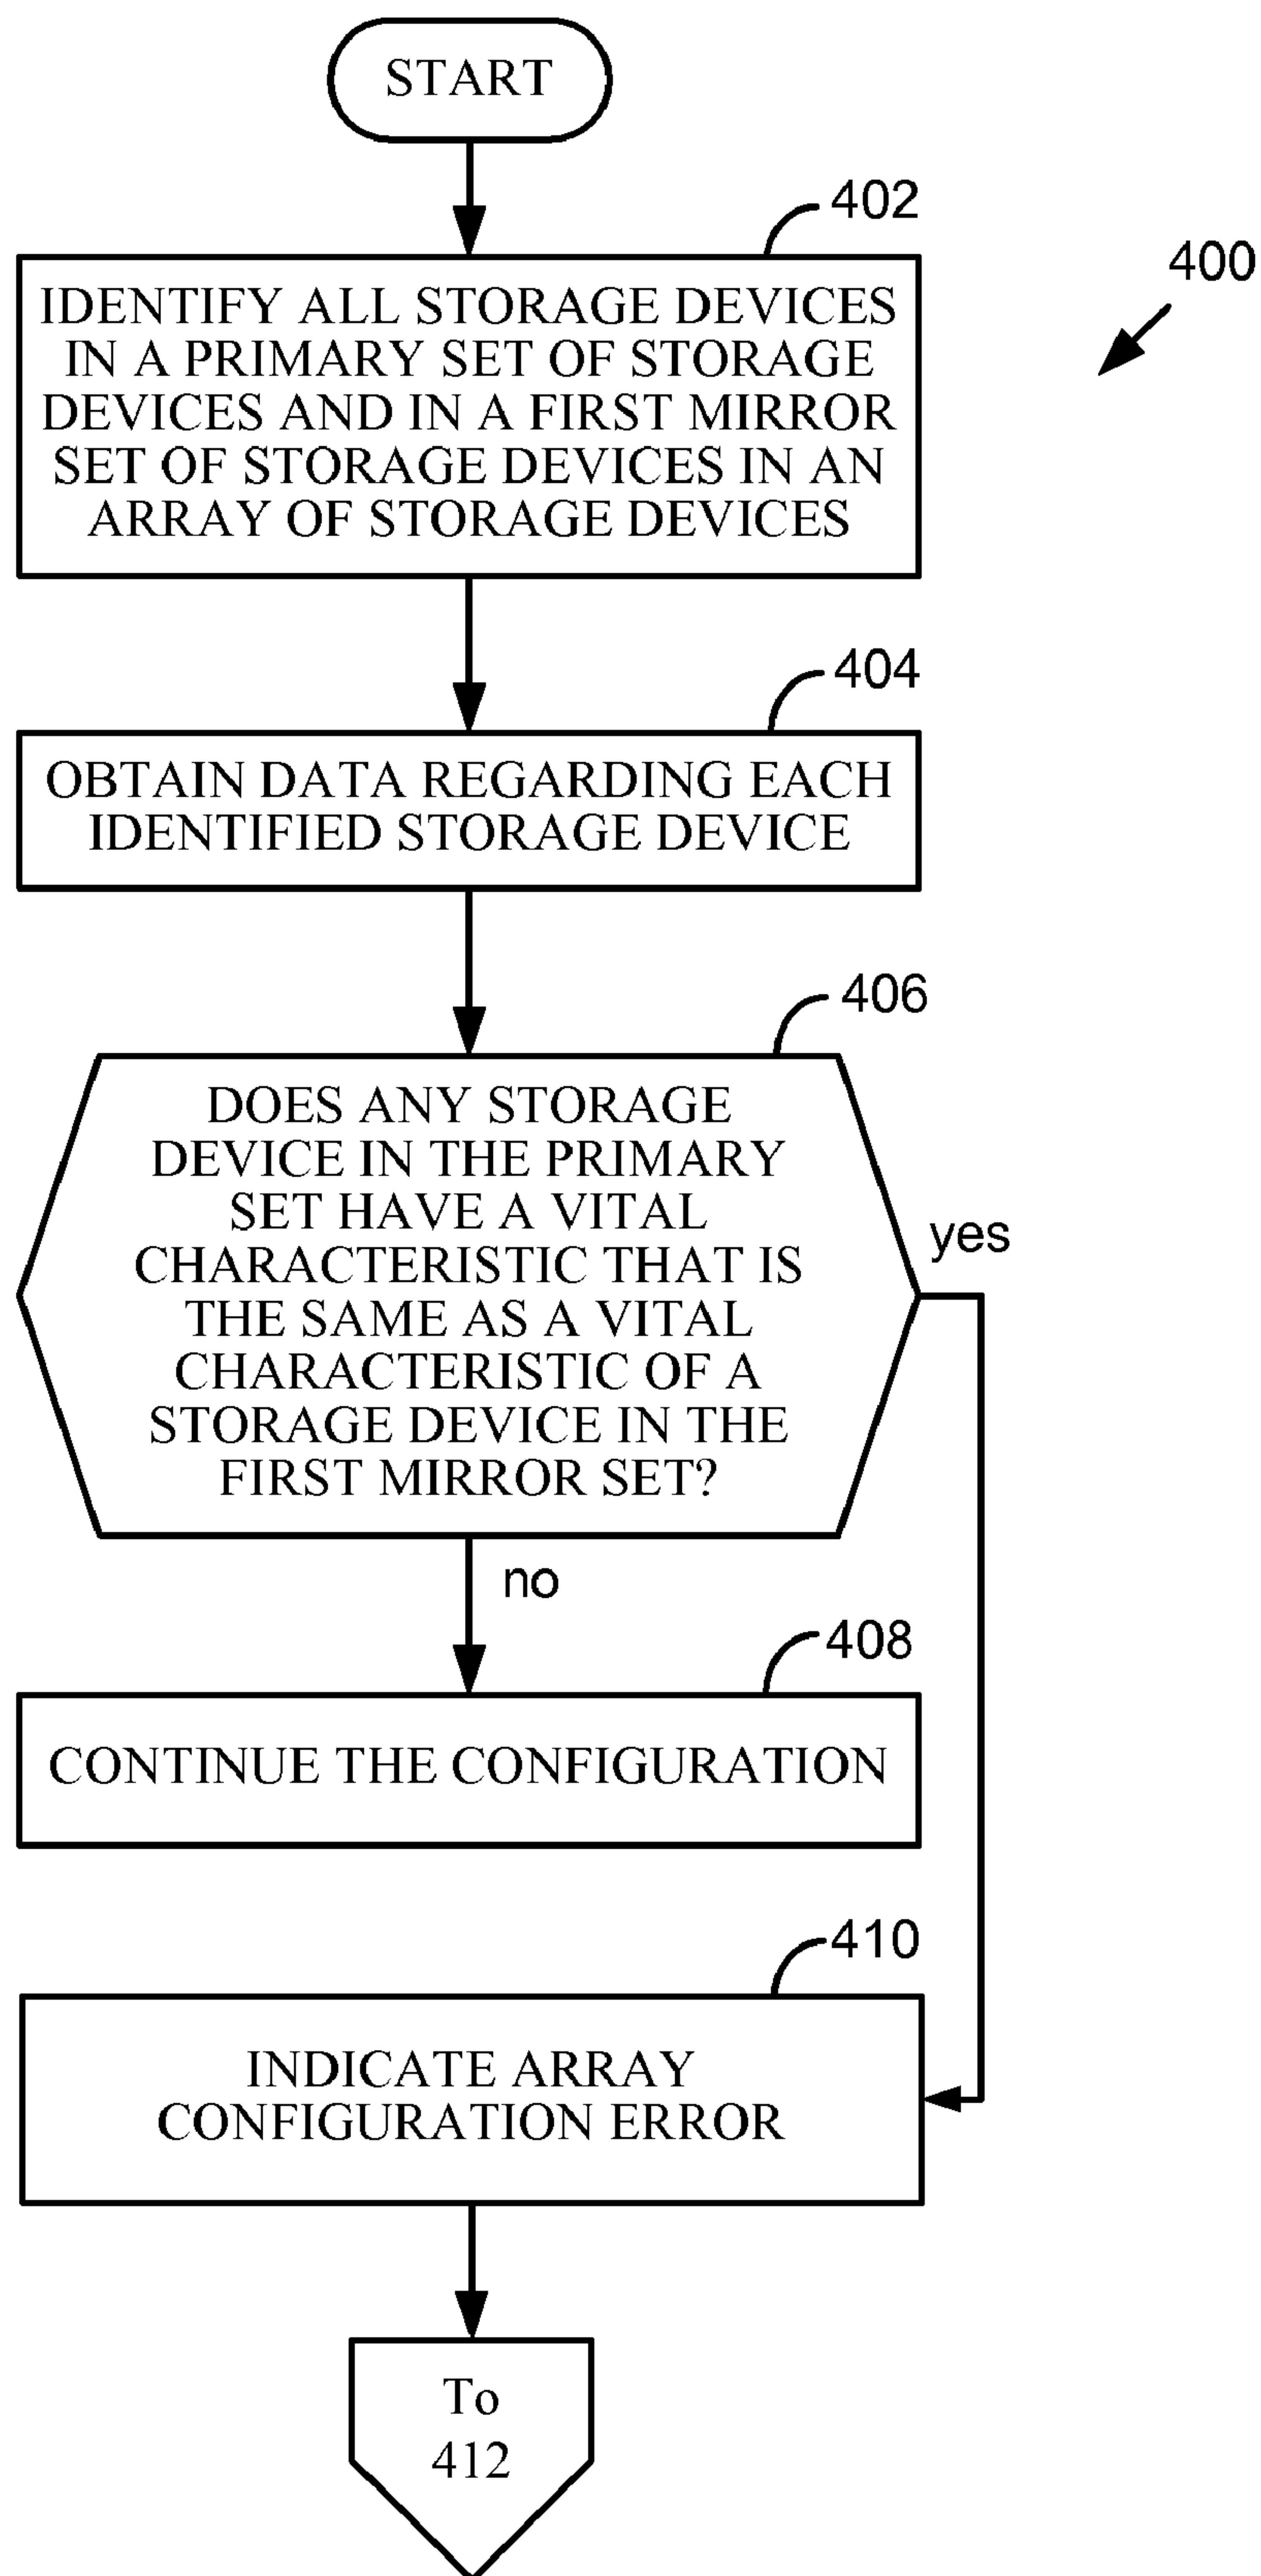 START
402
400
IDENTIFY ALL STORAGE DEVICES
IN A PRIMARY SET OF STORAGE
DEVICES AND IN A FIRST MIRROR
SET OF STORAGE DEVICES IN AN
ARRAY OF STORAGE DEVICES
404
OBTAIN DATA REGARDING EACH
IDENTIFIED STORAGE DEVICE
406
DOES ANY STORAGE
DEVICE IN THE PRIMARY
SET HAVE A VITAL
CHARACTERISTIC THAT IS
THE SAME AS A VITAL
CHARACTERISTIC OF A
STORAGE DEVICE IN THE
FIRST MIRROR SET?
yes
no
408
CONTINUE THE CONFIGURATION
410
INDICATE ARRAY
CONFIGURATION ERROR
To
412